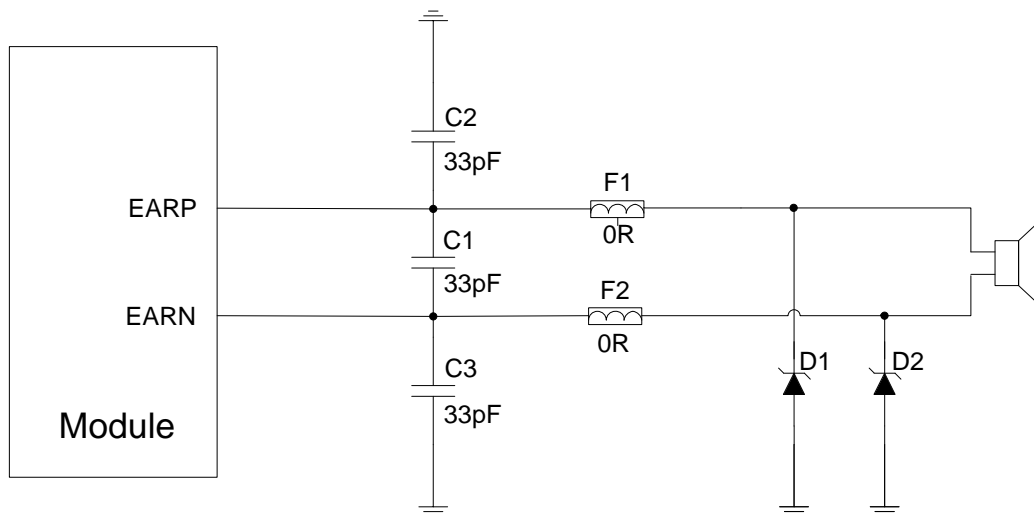 C2
33pF
EARP
F1
0R
C1
33pF
EARN
F2
0R
C3
33pF
D1
D2
Module